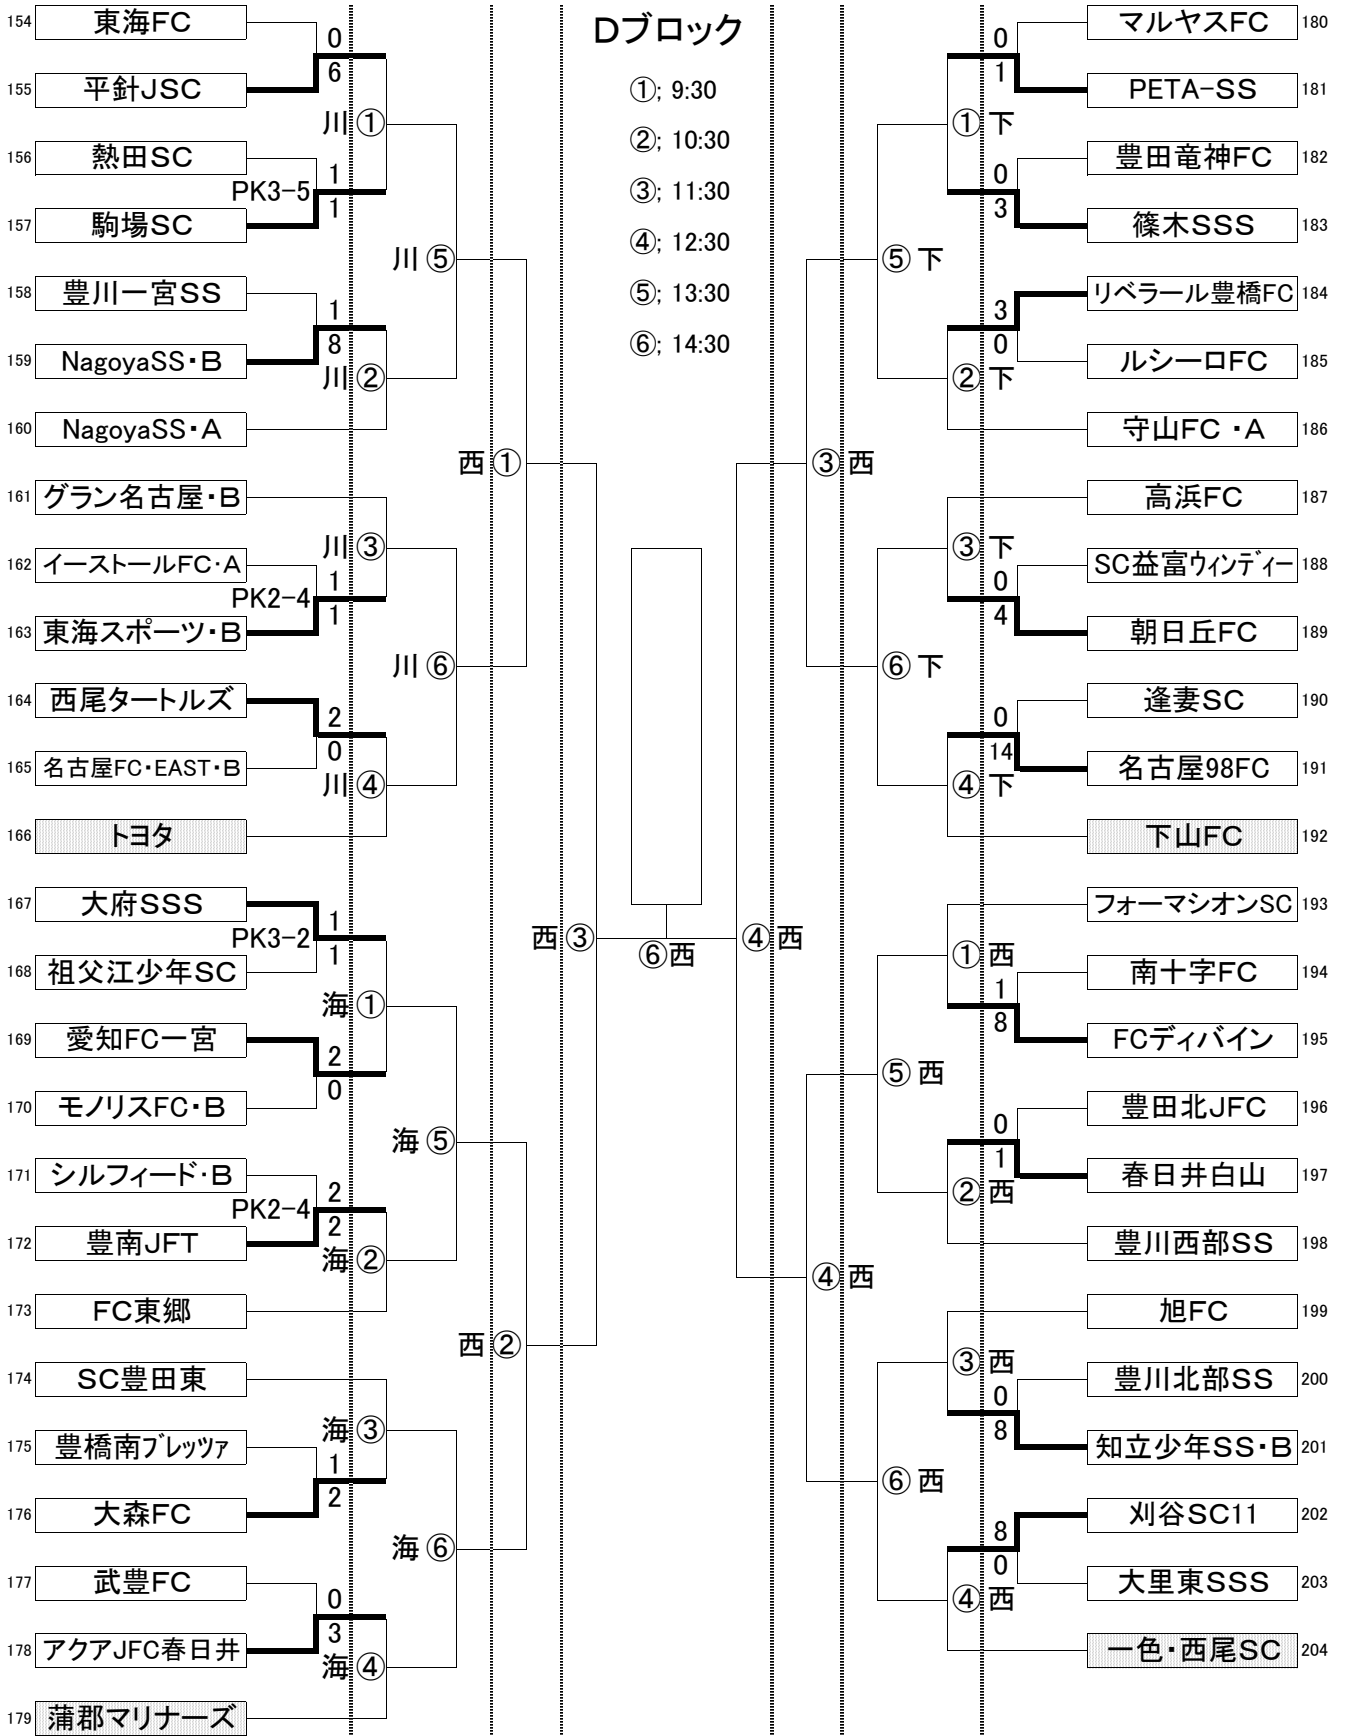 Dブロック
①; 9:30
②; 10:30
③; 11:30
④; 12:30
⑤; 13:30
⑥; 14:30
154 東海FC
0
6
155 平針JSC
川①
156 熱田SC
PK3-5
1
1
157 駒場SC
川⑤
158 豊川一宮SS
1
8
159 NagoyaSS・B
川②
160 NagoyaSS・A
西①
161 グラン名古屋・B
川③
162 イーストールFC・A
PK2-4
1
1
163 東海スポーツ・B
川⑥
164 西尾タートルズ
2
0
165 名古屋FC・EAST・B
川④
166 トヨタ
167 大府SSS
PK3-2
1
1
西③
168 祖父江少年SC
海①
169 愛知FC一宮
2
0
170 モノリスFC・B
海⑤
171 シルフィード・B
PK2-4
2
2
172 豊南JFT
海②
173 FC東郷
西②
174 SC豊田東
海③
175 豊橋南ブレッツァ
1
2
176 大森FC
海⑥
177 武豊FC
0
3
178 アクアJFC春日井
海④
179 蒲郡マリナーズ
⑥西
マルヤスFC 180
0
1
PETA-SS 181
①下
豊田竜神FC 182
0
3
篠木SSS 183
⑤下
リベラール豊橋FC 184
3
0
ルシーロFC 185
②下
守山FC ・A 186
③西
高浜FC 187
③下
SC益富ウィンディー 188
0
4
朝日丘FC 189
⑥下
逢妻SC 190
0
14
名古屋98FC 191
④下
下山FC 192
フォーマシオンSC 193
④西
①西
南十字FC 194
1
8
FCディバイン 195
⑤西
豊田北JFC 196
0
1
春日井白山 197
②西
豊川西部SS 198
④西
旭FC 199
③西
豊川北部SS 200
0
8
知立少年SS・B 201
⑥西
刈谷SC11 202
8
0
大里東SSS 203
④西
一色・西尾SC 204